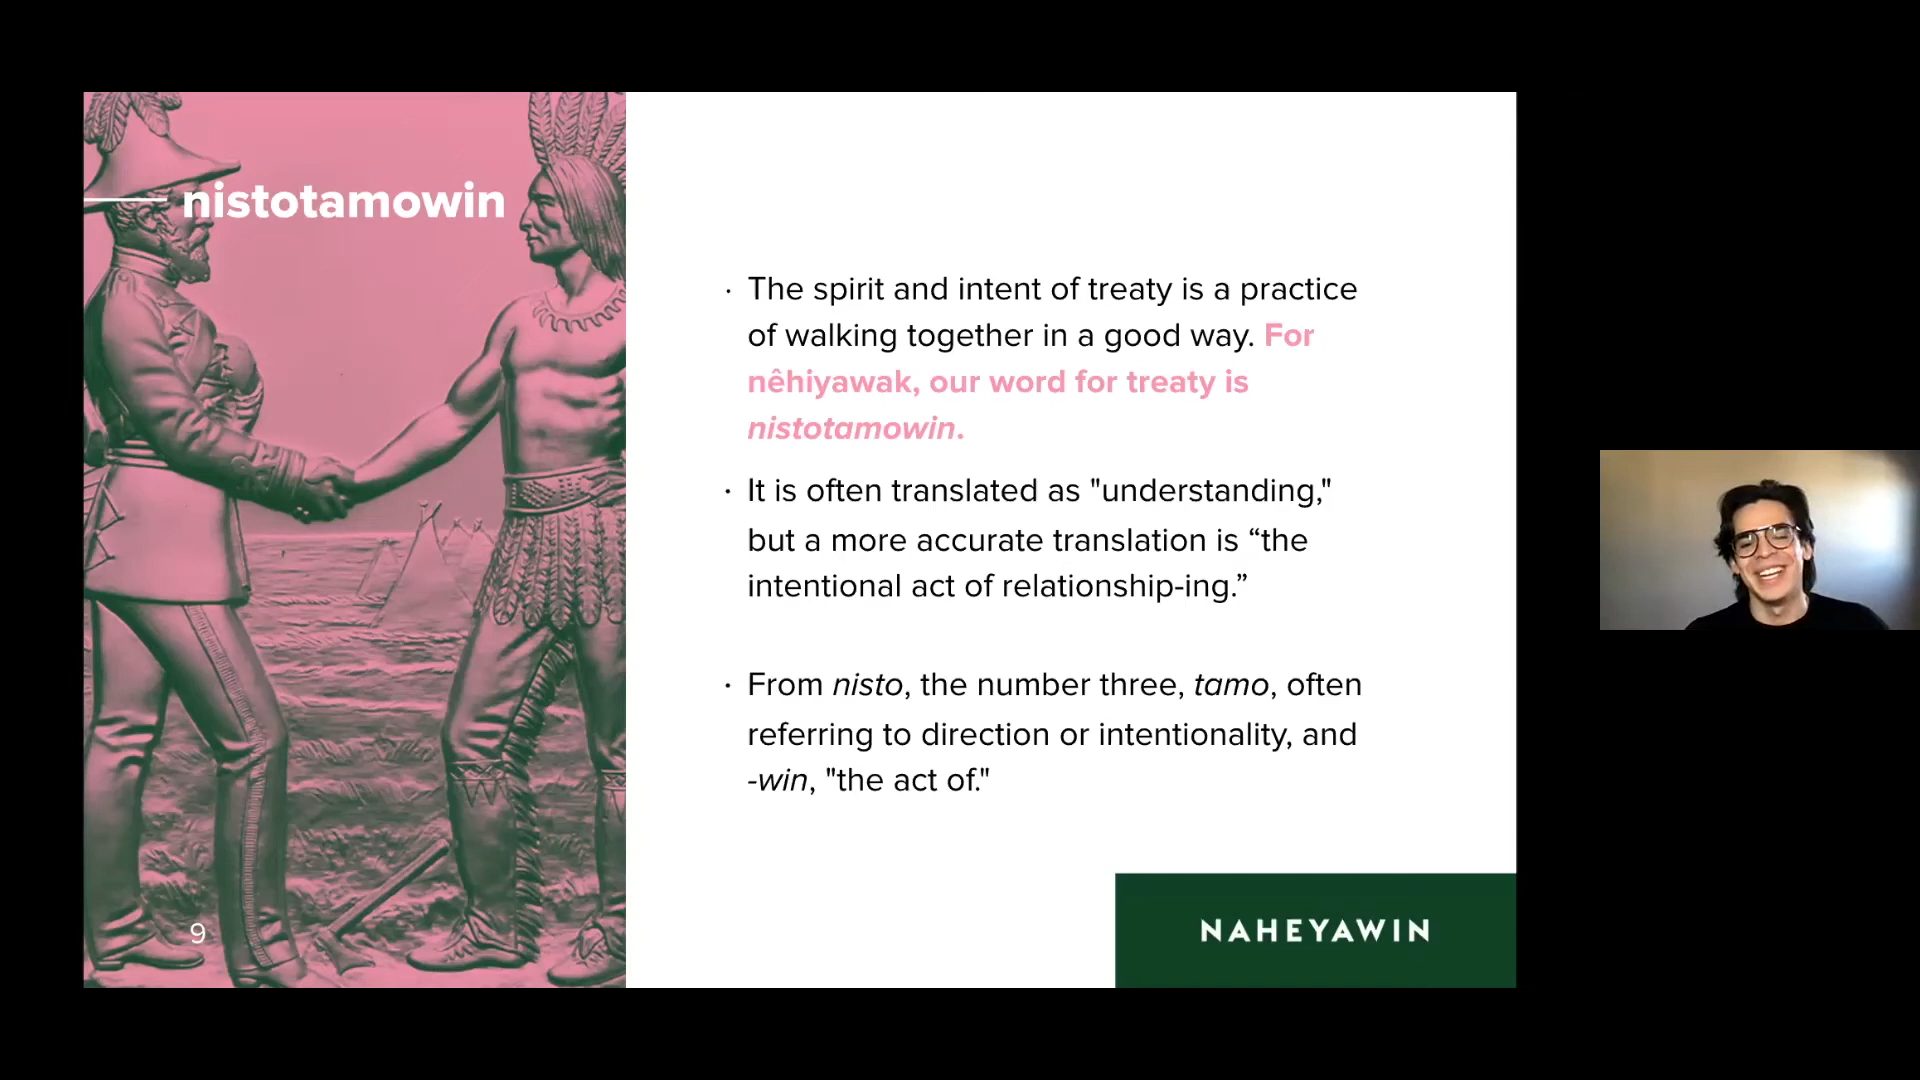 nistotamowin
· The spirit and intent of treaty is a practice
of walking together in a good way. For
nêhiyawak, our word for treaty is
nistotamowin.
· It is often translated as "understanding,"
but a more accurate translation is “the
intentional act of relationship-ing.”
· From nisto, the number three, tamo, often
referring to direction or intentionality, and
-win, "the act of."
9
NAHEYAWIN